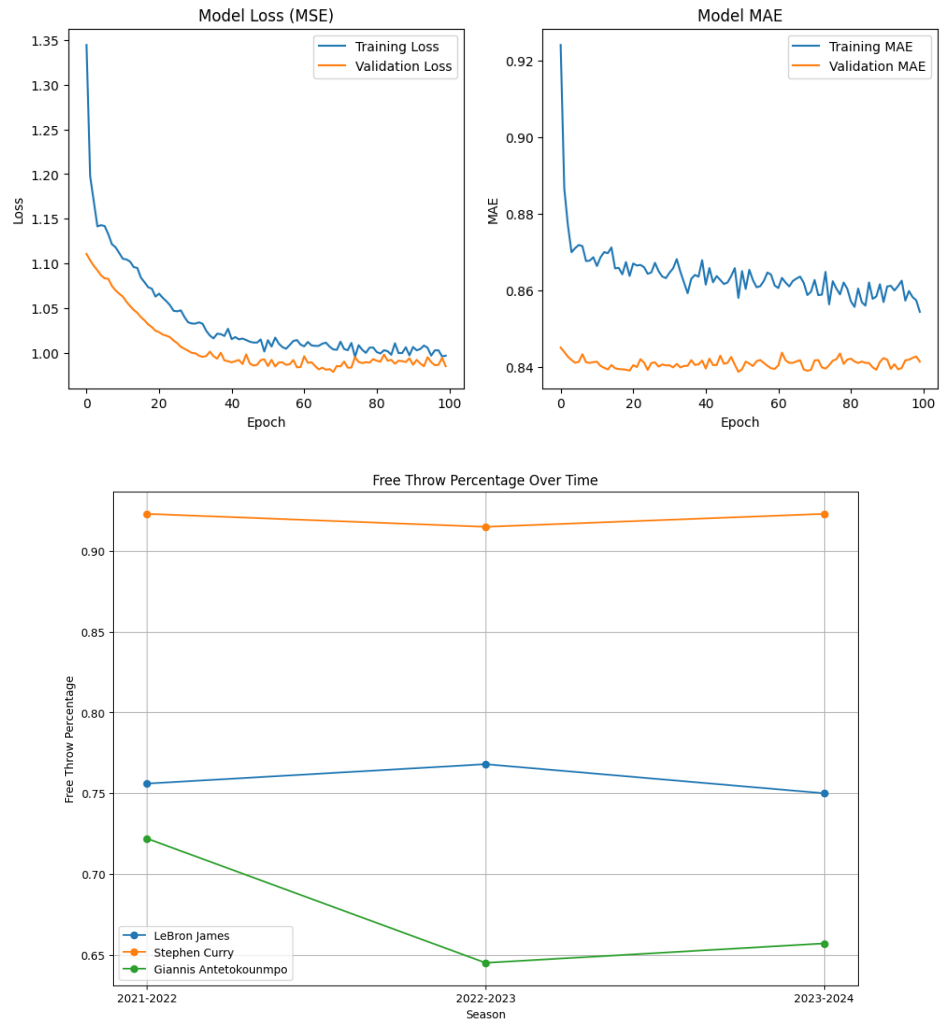 Model Loss (MSE)
1.35
1.30
1.25
1.20
1.15
1.10
1.05
1.00
Loss
0
20
40
60
80
100
Epoch
Training Loss
Validation Loss
Model MAE
0.92
0.90
0.88
0.86
0.84
MAE
0
20
40
60
80
100
Epoch
Training MAE
Validation MAE
Free Throw Percentage Over Time
0.90
0.85
0.80
0.75
0.70
0.65
Free Throw Percentage
LeBron James
Stephen Curry
Giannis Antetokounmpo
2021-2022
2022-2023
2023-2024
Season